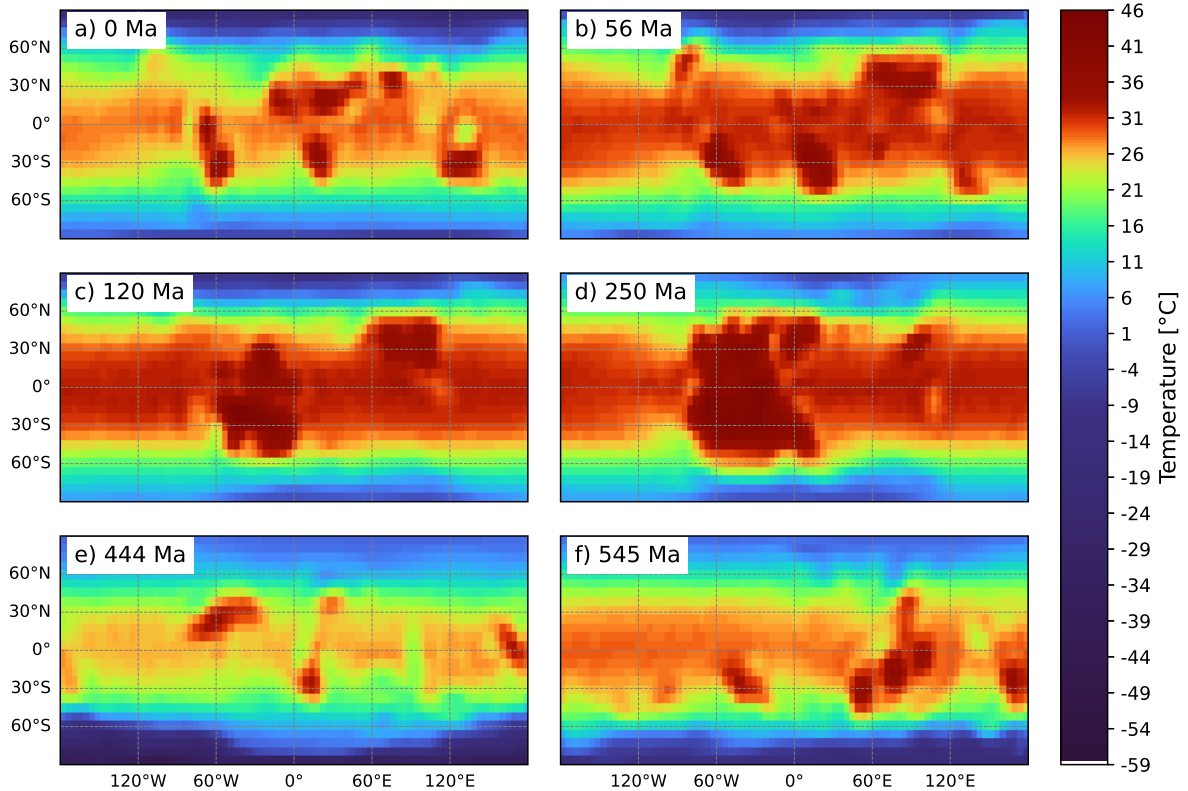 a) 0 Ma
b) 56 Ma
60°N
30°N
0°
30°S
60°S
c) 120 Ma
d) 250 Ma
60°N
30°N
0°
30°S
60°S
e) 444 Ma
f) 545 Ma
60°N
30°N
0°
30°S
60°S
120°W 60°W 0° 60°E 120°E
120°W 60°W 0° 60°E 120°E
46
41
36
31
26
21
16
11
6
1
-4
-9
-14
-19
-24
-29
-34
-39
-44
-49
-54
-59
Temperature [°C]